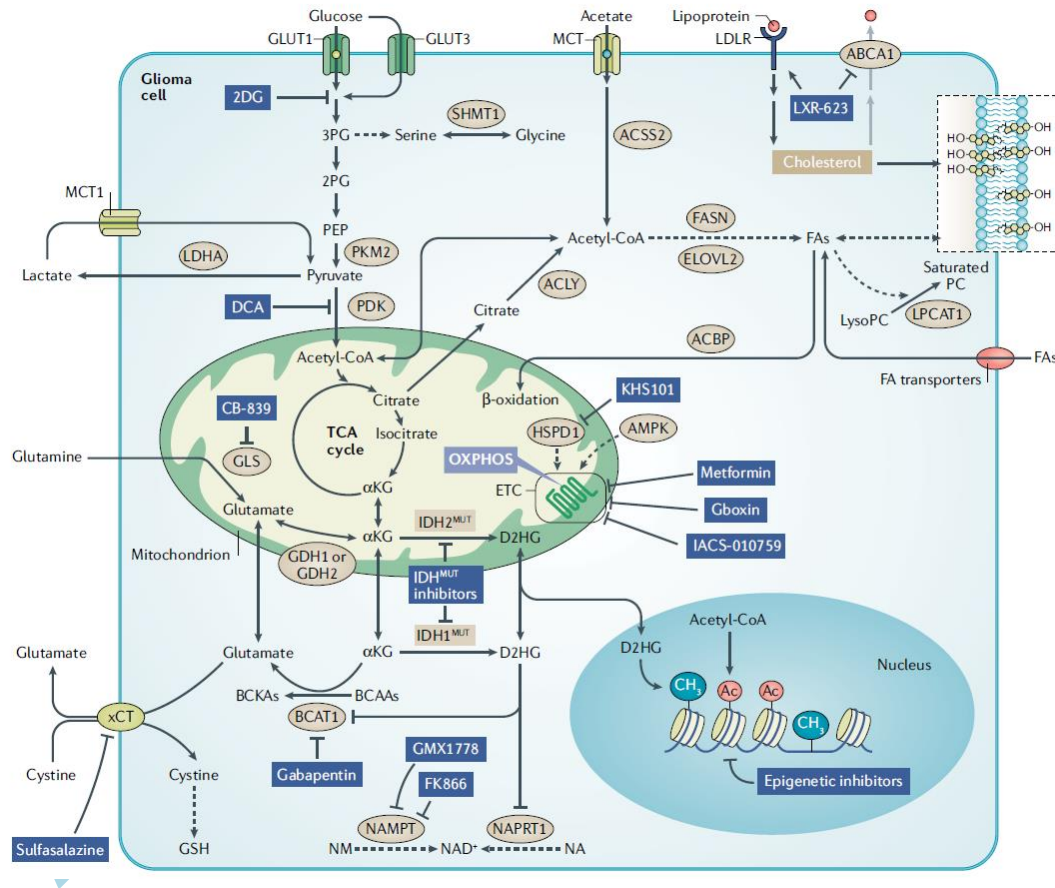 Glucose
GLUT1
GLUT3
Acetate
MCT
Lipoprotein
LDLR
ABCA1
Glioma
cell
2DG
LXR-623
3PG
Serine
SHMT1
Glycine
ACSS2
Cholesterol
HO
HO
HO
OH
OH
OH
OH
2PG
MCT1
PEP
PKM2
LDHA
Lactate
Pyruvate
Acetyl-CoA
FASN
ELOVL2
FAs
Saturated
PC
LysoPC
LPCAT1
DCA
PDK
ACLY
Citrate
ACBP
FAs
FA transporters
Acetyl-CoA
Citrate
β-oxidation
KHS101
CB-839
GLS
Isocitrate
TCA
cycle
HSPD1
AMPK
OXPHOS
Glutamine
αKG
ETC
Metformin
Gboxin
IACS-010759
Glutamate
αKG
IDH2MUT
D2HG
Mitochondrion
GDH1 or
GDH2
IDHMUT
inhibitors
IDH1MUT
Glutamate
Glutamate
αKG
D2HG
Acetyl-CoA
D2HG
Nucleus
CH3
Ac
Ac
CH3
BCKAs
BCAAs
xCT
BCAT1
Cystine
Cystine
Gabapentin
GMX1778
FK866
Epigenetic inhibitors
Sulfasalazine
GSH
NAMPT
NAPRT1
NM
NAD+
NA